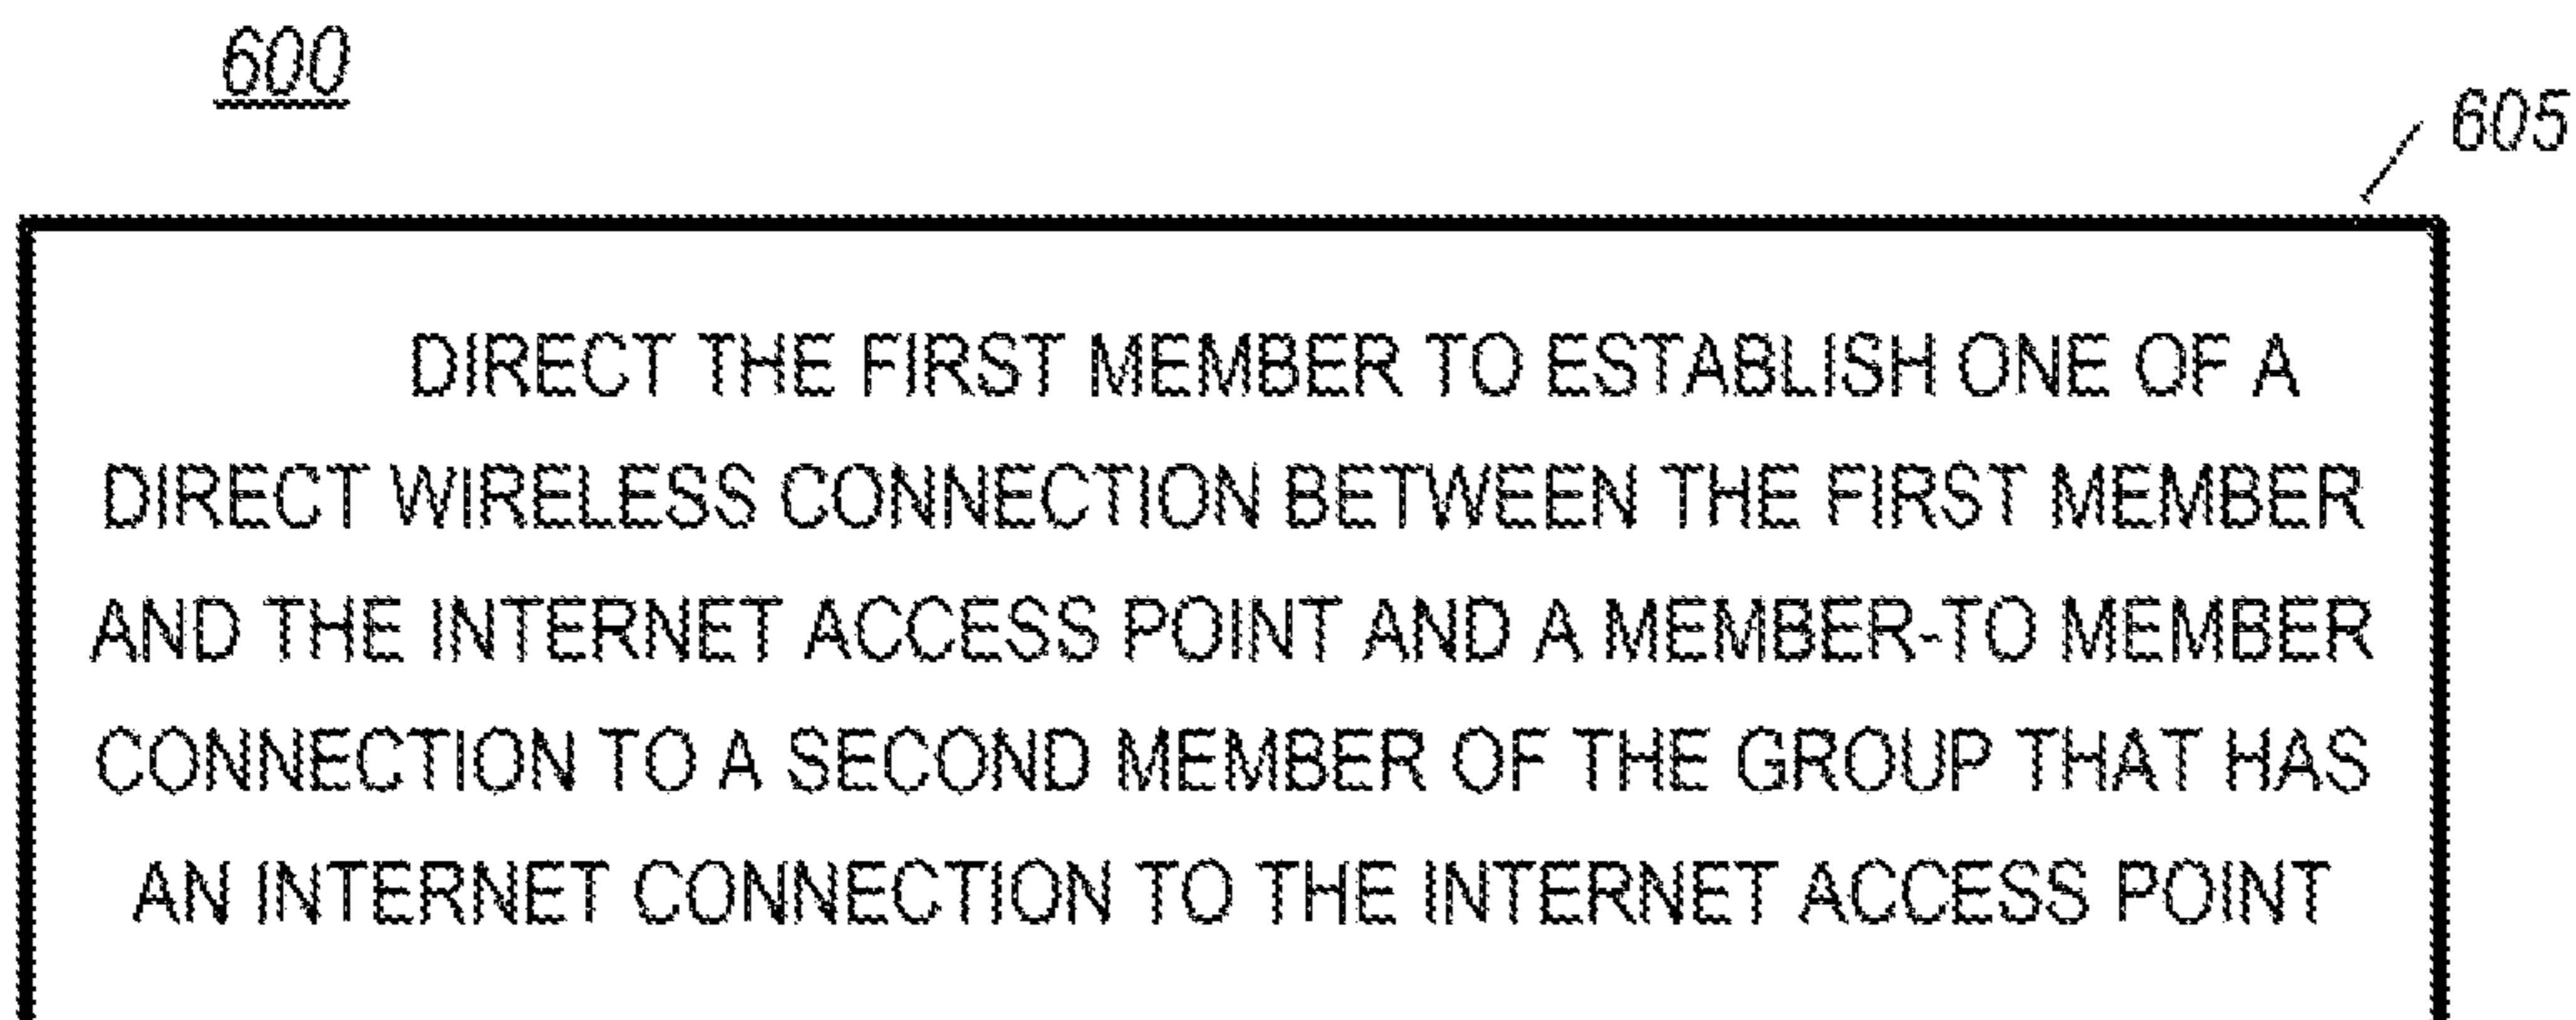 600
605
DIRECT THE FIRST MEMBER TO ESTABLISH ONE OF A
DIRECT WIRELESS CONNECTION BETWEEN THE FIRST MEMBER
AND THE INTERNET ACCESS POINT AND A MEMBER-TO MEMBER
CONNECTION TO A SECOND MEMBER OF THE GROUP THAT HAS
AN INTERNET CONNECTION TO THE INTERNET ACCESS POINT